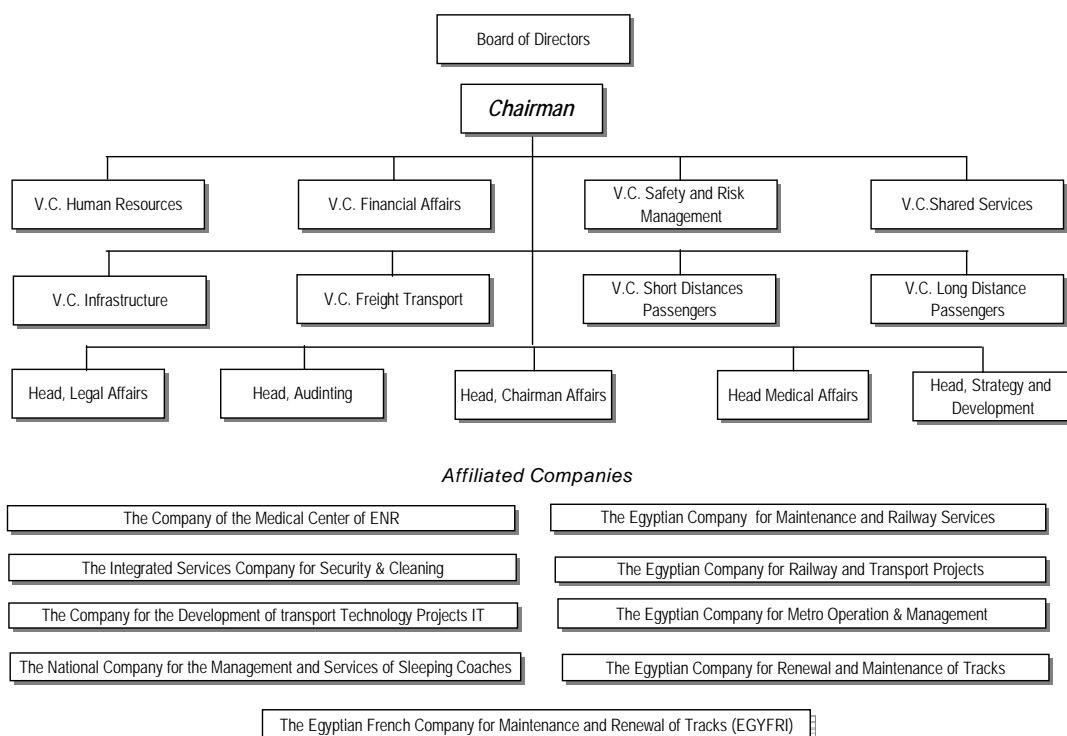 Board of Directors
Chairman
V.C. Human Resources
V.C. Financial Affairs
V.C. Safety and Risk
Management
V.C.Shared Services
V.C. Infrastructure
V.C. Freight Transport
V.C. Short Distances
Passengers
V.C. Long Distance
Passengers
Head, Legal Affairs
Head, Audinting
Head, Chairman Affairs
Head Medical Affairs
Head, Strategy and
Development
Affiliated Companies
The Company of the Medical Center of ENR
The Egyptian Company for Maintenance and Railway Services
The Integrated Services Company for Security & Cleaning
The Egyptian Company for Railway and Transport Projects
The Company for the Development of transport Technology Projects IT
The Egyptian Company for Metro Operation & Management
The National Company for the Management and Services of Sleeping Coaches
The Egyptian Company for Renewal and Maintenance of Tracks
The Egyptian French Company for Maintenance and Renewal of Tracks (EGYFRI)